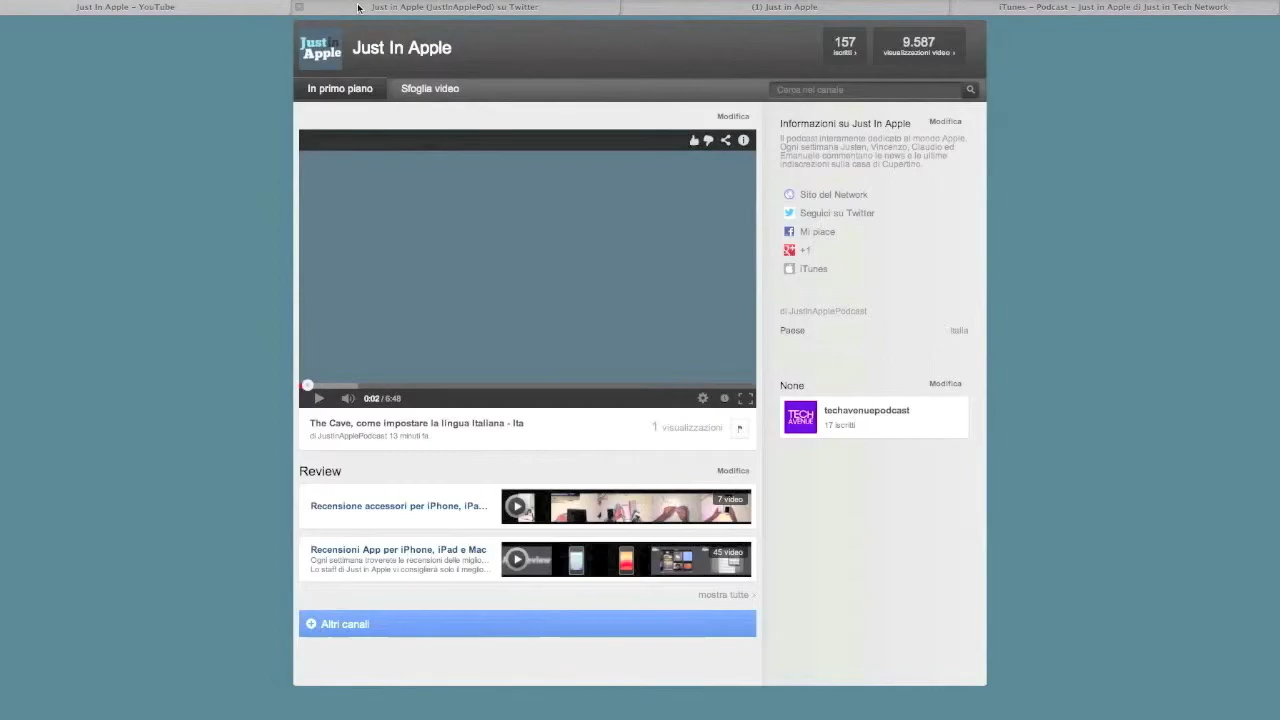 Just In Apple – YouTube
Just in Apple (JustInApplePod) su Twitter
(1) Just in Apple
iTunes – Podcast – Just in Apple di Just in Tech Network
Just in Apple
Just In Apple
157
iscritti ›
9.587
visualizzazioni video ›
In primo piano
Sfoglia video
Cerca nel canale
Modifica
0:02 / 6:48
The Cave, come impostare la lingua Italiana - Ita
di JustInApplePodcast 13 minuti fa
1 visualizzazioni
Review
Modifica
Recensione accessori per iPhone, iPa...
7 video
Recensioni App per iPhone, iPad e Mac
Ogni settimana troverete le recensioni delle miglio...
Lo staff di Just in Apple vi consiglierà solo il meglio...
Review
45 video
mostra tutte ›
Altri canali
Informazioni su Just In Apple
Modifica
Il podcast interamente dedicato al mondo Apple.
Ogni settimana Justen, Vincenzo, Claudio ed
Emanuele commentano le news e le ultime
indiscrezioni sulla casa di Cupertino.
Sito del Network
Seguici su Twitter
Mi piace
+1
iTunes
di JustInApplePodcast
Paese
Italia
None
Modifica
TECH
AVENUE
techavenuepodcast
17 iscritti